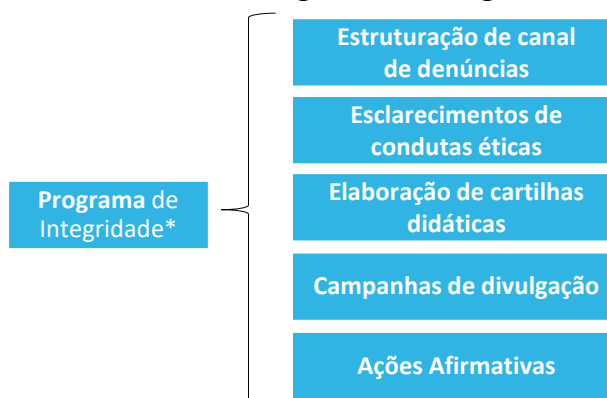 Estruturação de canal
de denúncias
Esclarecimentos de
condutas éticas
Programa de
Integridade*
Elaboração de cartilhas
didáticas
Campanhas de divulgação
Ações Afirmativas